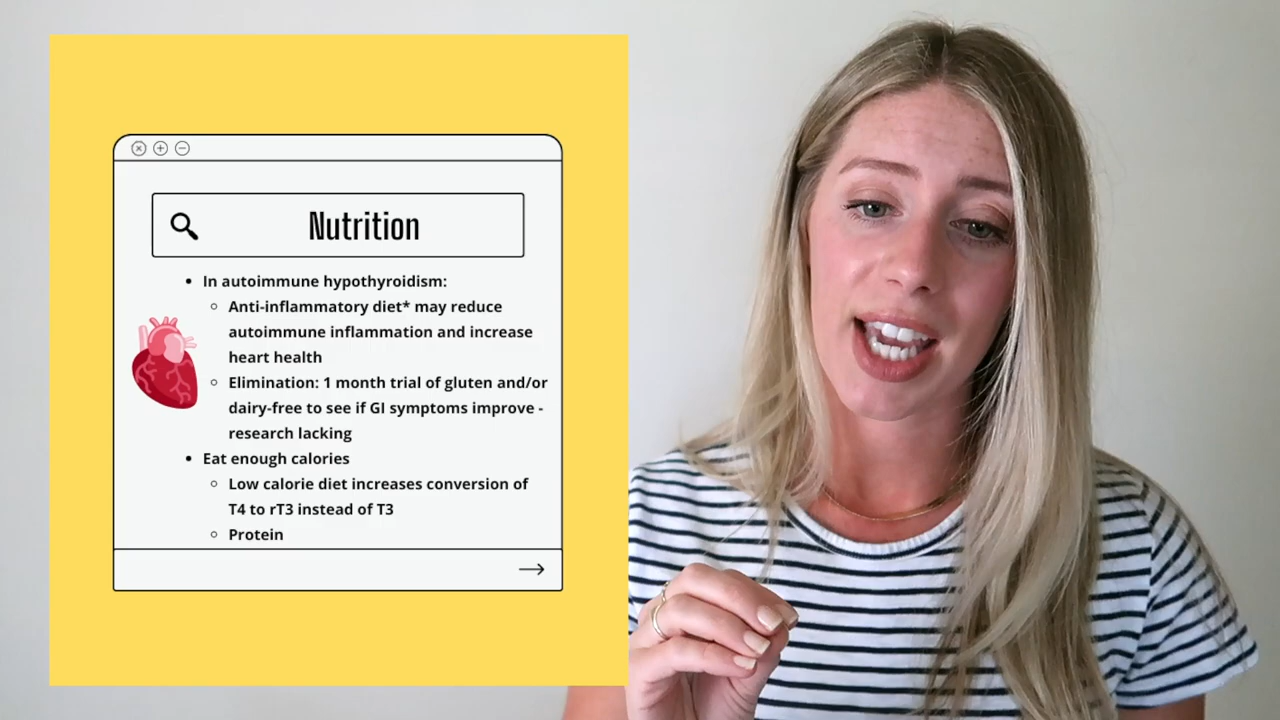 Nutrition
In autoimmune hypothyroidism:
Anti-inflammatory diet* may reduce
autoimmune inflammation and increase
heart health
Elimination: 1 month trial of gluten and/or
dairy-free to see if GI symptoms improve -
research lacking
Eat enough calories
Low calorie diet increases conversion of
T4 to rT3 instead of T3
Protein